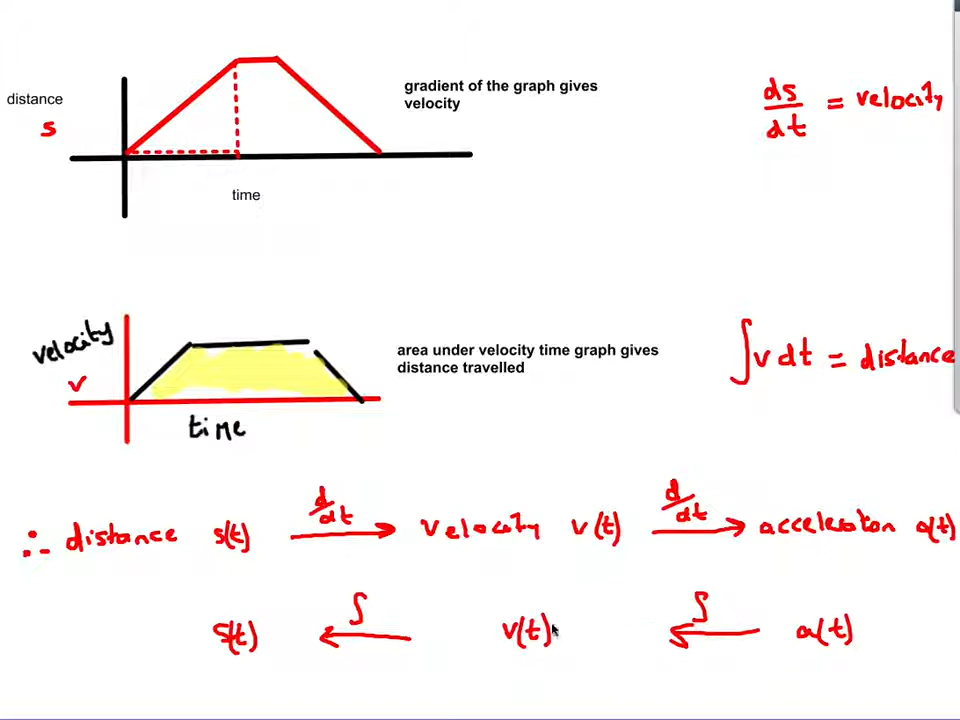 distance
s
time
gradient of the graph gives
velocity
ds/dt = velocity
velocity
v
time
area under velocity time graph gives
distance travelled
∫v dt = distance
∴ distance s(t) d/dt → velocity v(t) d/dt → acceleraton a(t)
s(t) ∫ ← v(t) ∫ ← a(t)